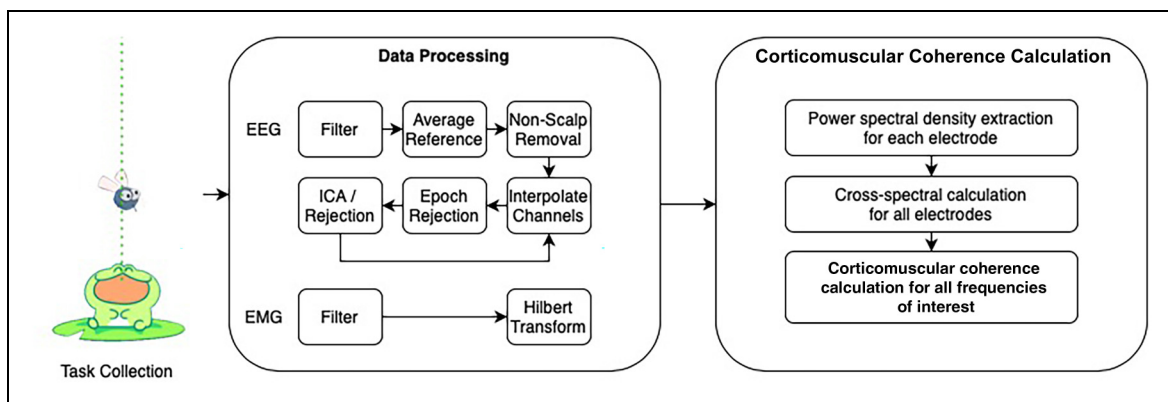 Data Processing
EEG
Filter
Average
Reference
Non-Scalp
Removal
ICA /
Rejection
Epoch
Rejection
Interpolate
Channels
EMG
Filter
Hilbert
Transform
Task Collection
Corticomuscular Coherence Calculation
Power spectral density extraction
for each electrode
Cross-spectral calculation
for all electrodes
Corticomuscular coherence
calculation for all frequencies
of interest